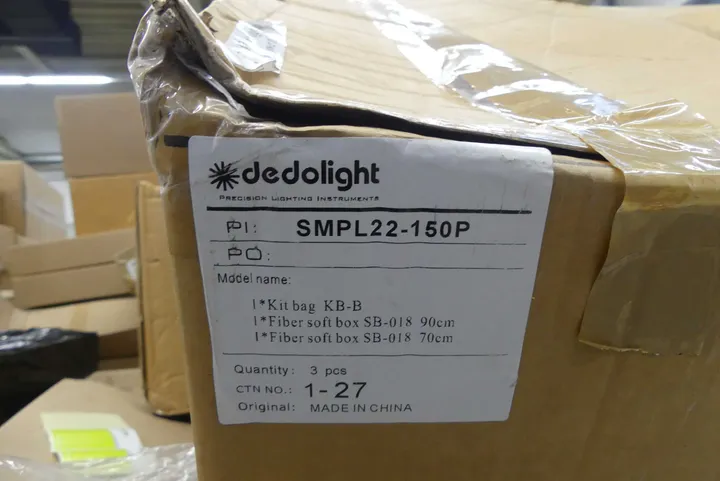 dedolight
PRECISION LIGHTING INSTRUMENTS
PI: SMPL22-150P
PO:
Model name:
1*Kit bag KB-B
1*Fiber soft box SB-018 90cm
1*Fiber soft box SB-018 70cm
Quantity: 3 pcs
CTN NO.: 1-27
Original: MADE IN CHINA